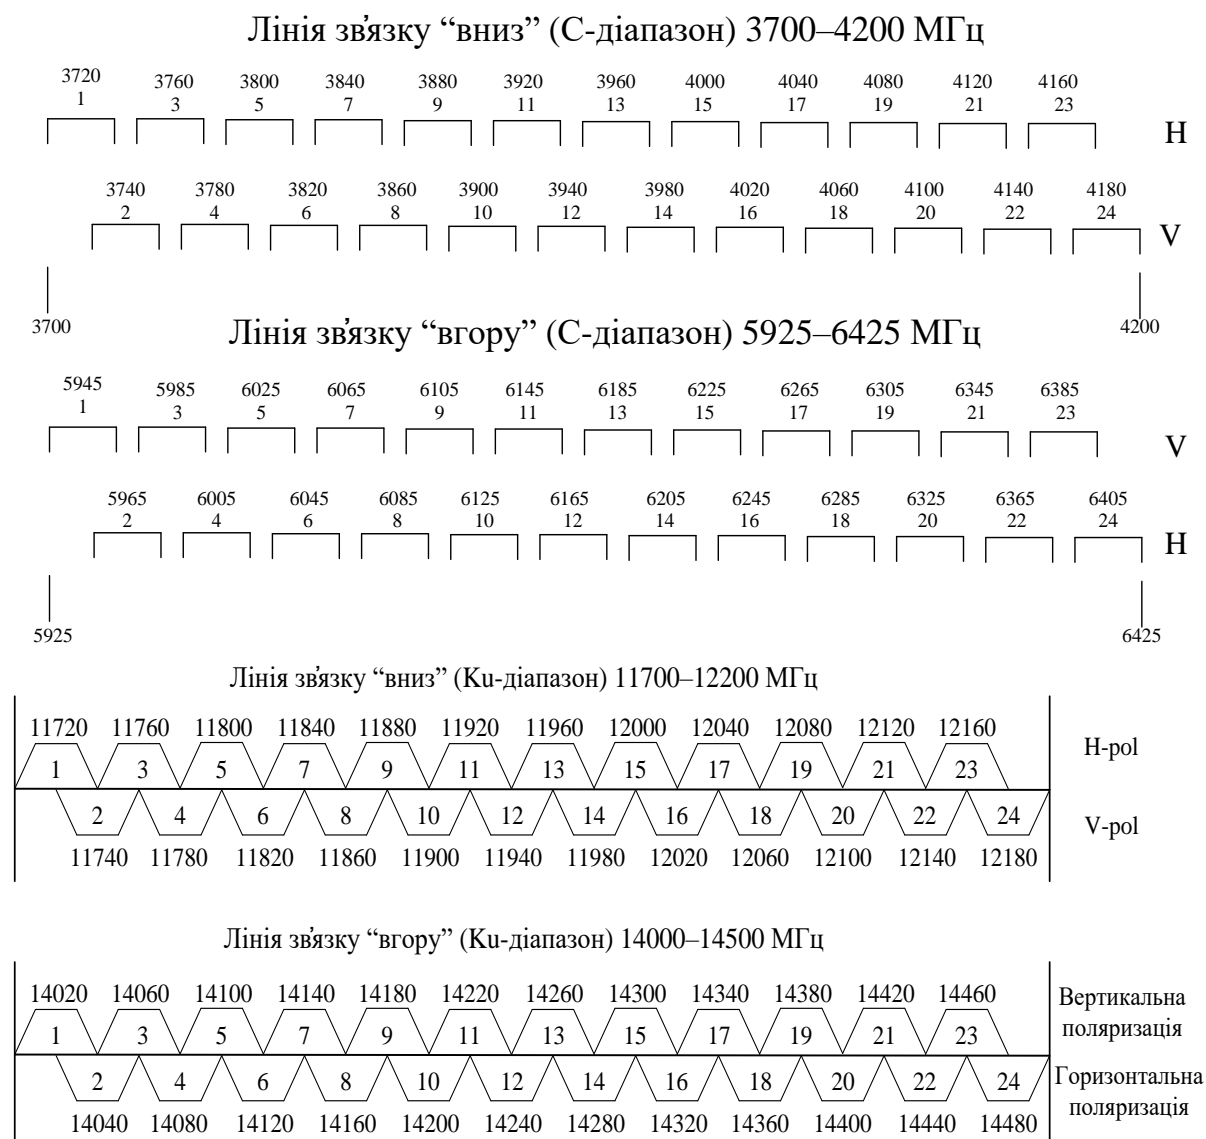 Лінія зв'язку “вниз” (С-діапазон) 3700–4200 МГц
3720 3760 3800 3840 3880 3920 3960 4000 4040 4080 4120 4160
1 3 5 7 9 11 13 15 17 19 21 23
H
3740 3780 3820 3860 3900 3940 3980 4020 4060 4100 4140 4180
2 4 6 8 10 12 14 16 18 20 22 24
V
3700 4200
Лінія зв'язку “вгору” (С-діапазон) 5925–6425 МГц
5945 5985 6025 6065 6105 6145 6185 6225 6265 6305 6345 6385
1 3 5 7 9 11 13 15 17 19 21 23
V
5965 6005 6045 6085 6125 6165 6205 6245 6285 6325 6365 6405
2 4 6 8 10 12 14 16 18 20 22 24
H
5925 6425
Лінія зв'язку “вниз” (Ku-діапазон) 11700–12200 МГц
11720 11760 11800 11840 11880 11920 11960 12000 12040 12080 12120 12160
H-pol
1 3 5 7 9 11 13 15 17 19 21 23
2 4 6 8 10 12 14 16 18 20 22 24
V-pol
11740 11780 11820 11860 11900 11940 11980 12020 12060 12100 12140 12180
Лінія зв'язку “вгору” (Ku-діапазон) 14000–14500 МГц
14020 14060 14100 14140 14180 14220 14260 14300 14340 14380 14420 14460
Вертикальна
поляризація
1 3 5 7 9 11 13 15 17 19 21 23
2 4 6 8 10 12 14 16 18 20 22 24
Горизонтальна
поляризація
14040 14080 14120 14160 14200 14240 14280 14320 14360 14400 14440 14480